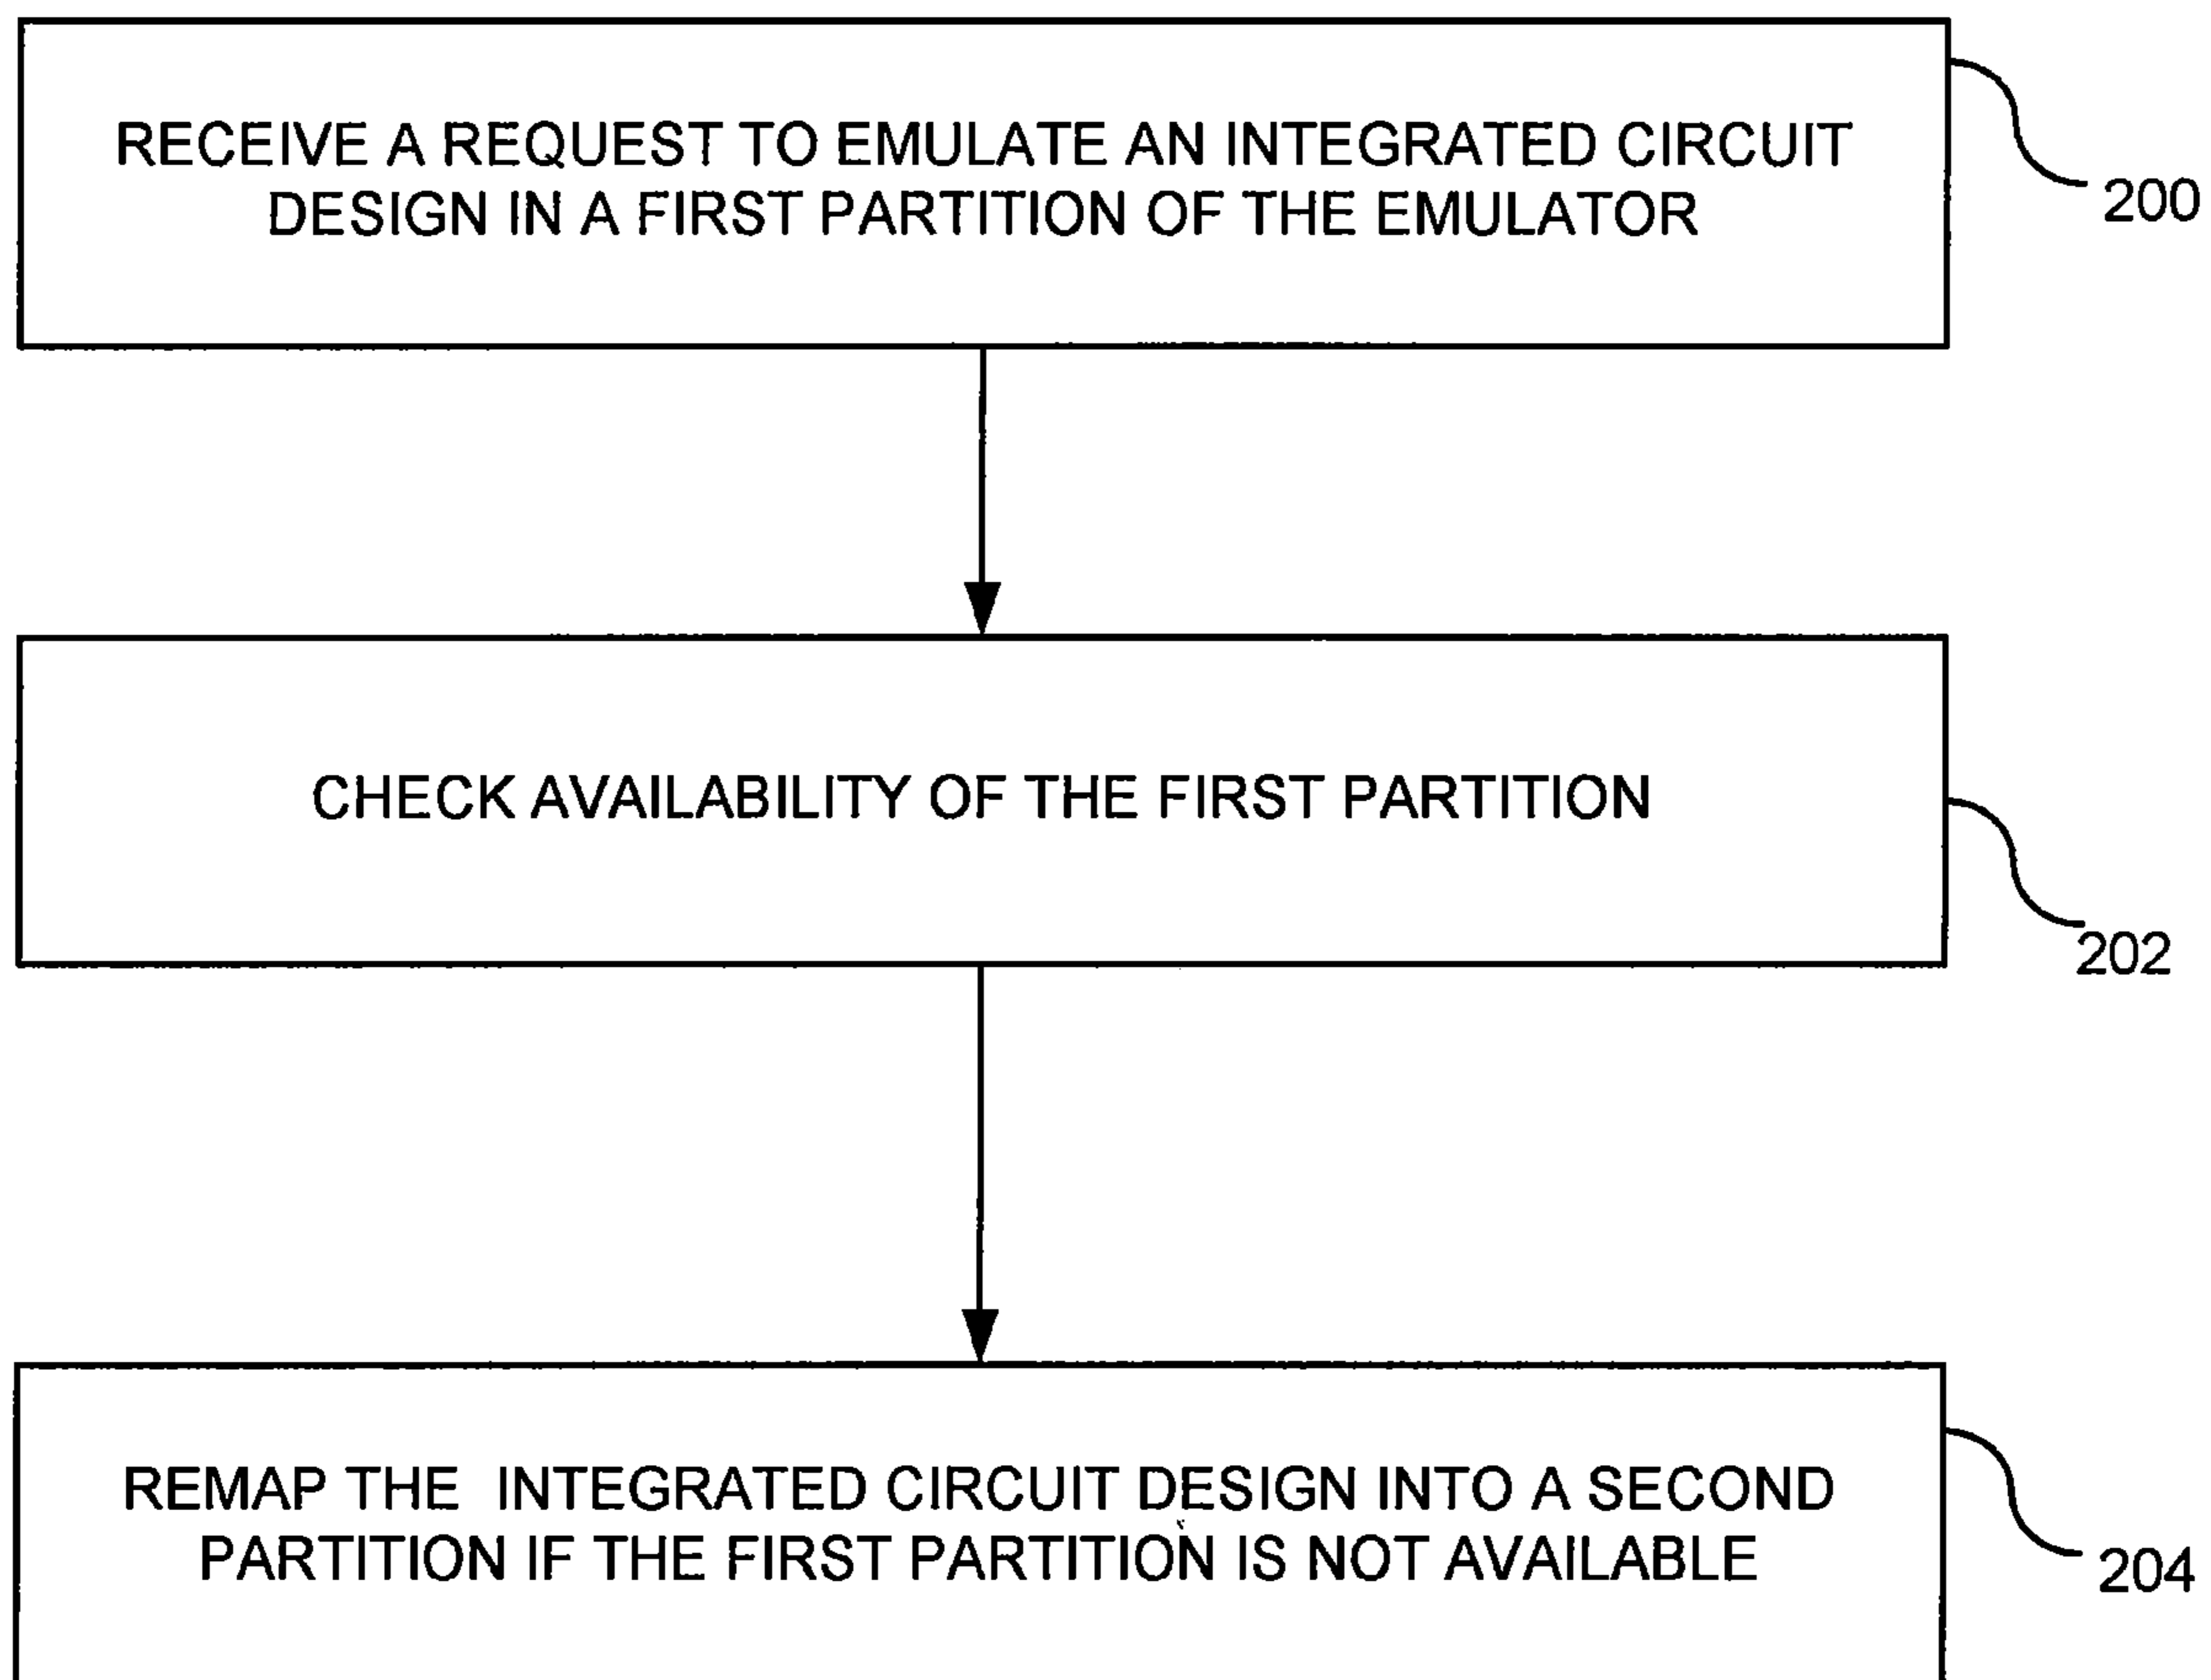 RECEIVE A REQUEST TO EMULATE AN INTEGRATED CIRCUIT
DESIGN IN A FIRST PARTITION OF THE EMULATOR
200
CHECK AVAILABILITY OF THE FIRST PARTITION
202
REMAP THE INTEGRATED CIRCUIT DESIGN INTO A SECOND
PARTITION IF THE FIRST PARTITION IS NOT AVAILABLE
204